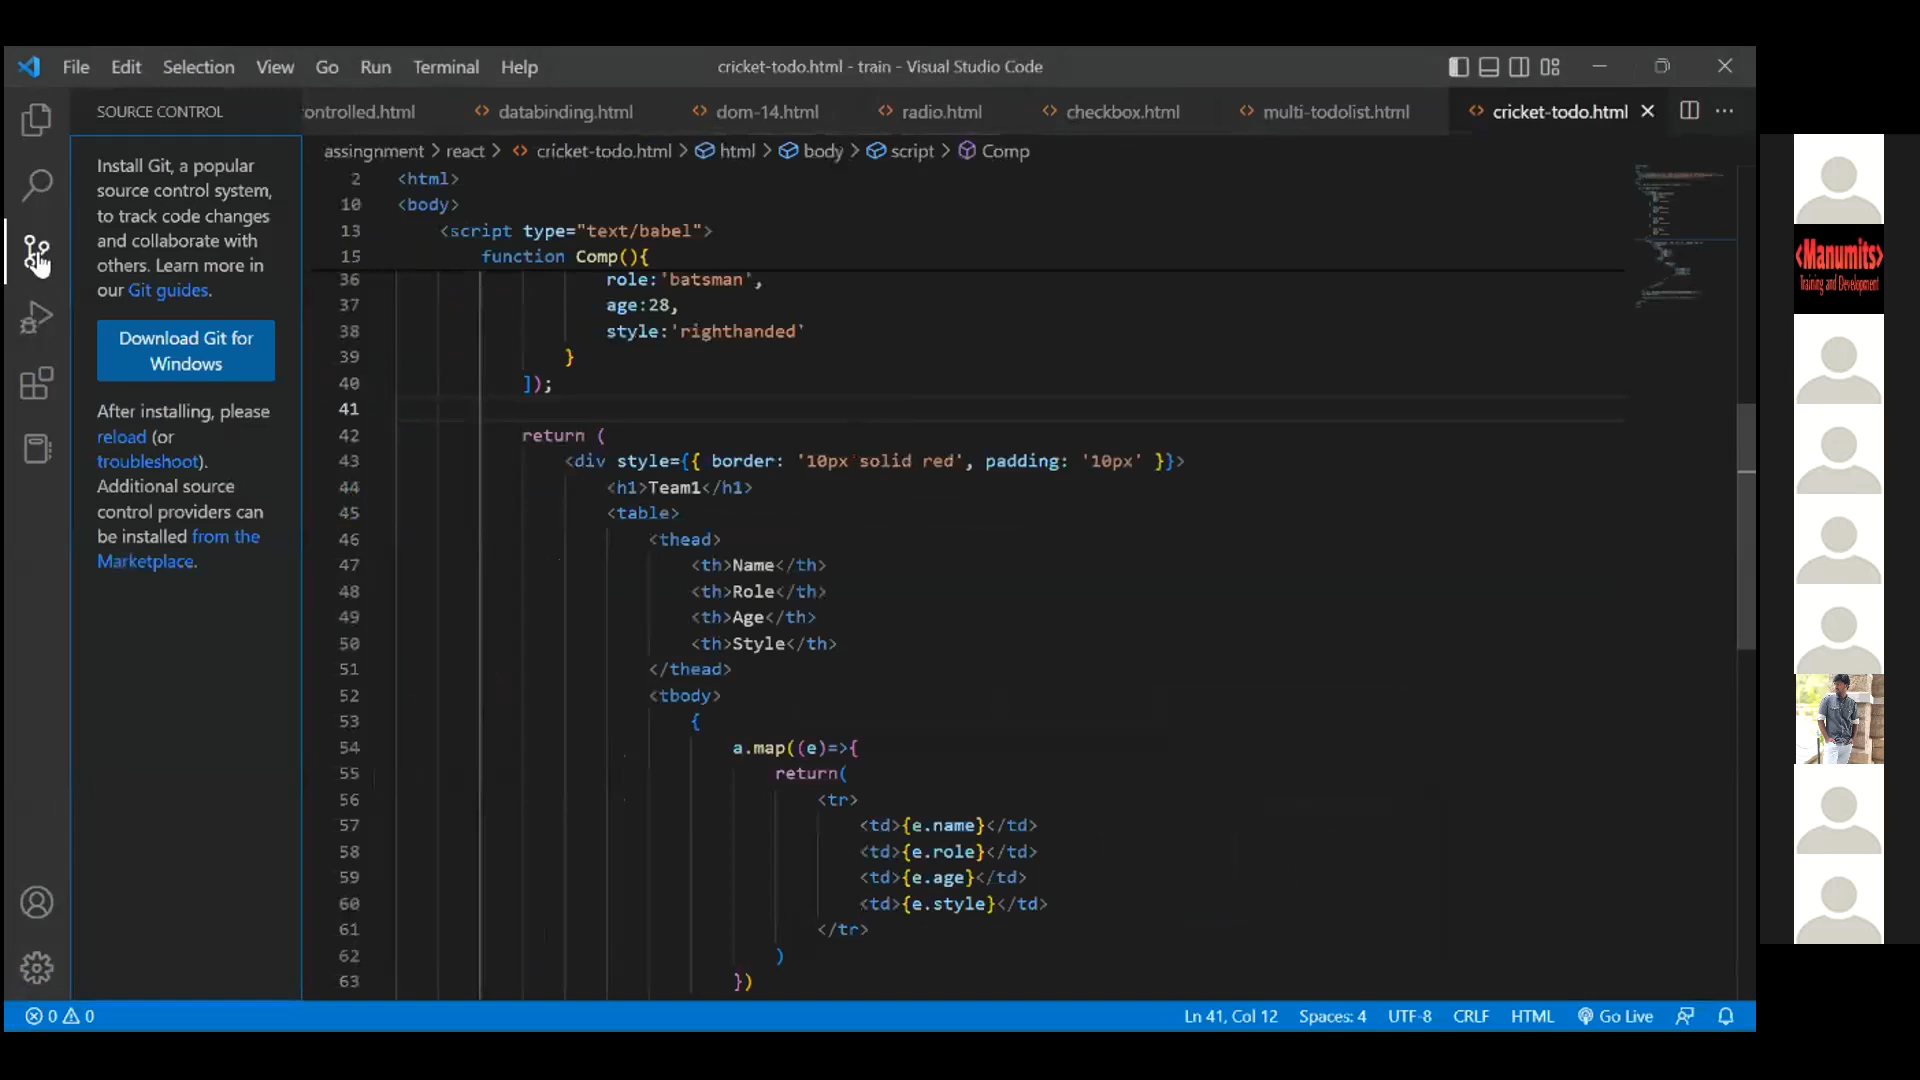 File Edit Selection View Go Run Terminal Help
cricket-todo.html - train - Visual Studio Code
SOURCE CONTROL
ontrolled.html
databinding.html
dom-14.html
radio.html
checkbox.html
multi-todolist.html
cricket-todo.html
assingnment > react > cricket-todo.html > html > body > script > Comp
Install Git, a popular
source control system,
to track code changes
and collaborate with
others. Learn more in
our Git guides.
Download Git for
Windows
After installing, please
reload (or
troubleshoot).
Additional source
control providers can
be installed from the
Marketplace.
2 <html>
10 <body>
13 <script type="text/babel">
15 function Comp(){
36 role:'batsman',
37 age:28,
38 style:'righthanded'
39 }
40 ]);
41
42 return (
43 <div style={{ border: '10px solid red', padding: '10px' }}>
44 <h1>Team1</h1>
45 <table>
46 <thead>
47 <th>Name</th>
48 <th>Role</th>
49 <th>Age</th>
50 <th>Style</th>
51 </thead>
52 <tbody>
53 {
54 a.map((e)=>{
55 return(
56 <tr>
57 <td>{e.name}</td>
58 <td>{e.role}</td>
59 <td>{e.age}</td>
60 <td>{e.style}</td>
61 </tr>
62 )
63 })
0 0
Ln 41, Col 12 Spaces: 4 UTF-8 CRLF HTML Go Live
<Manumits>
Training and Development